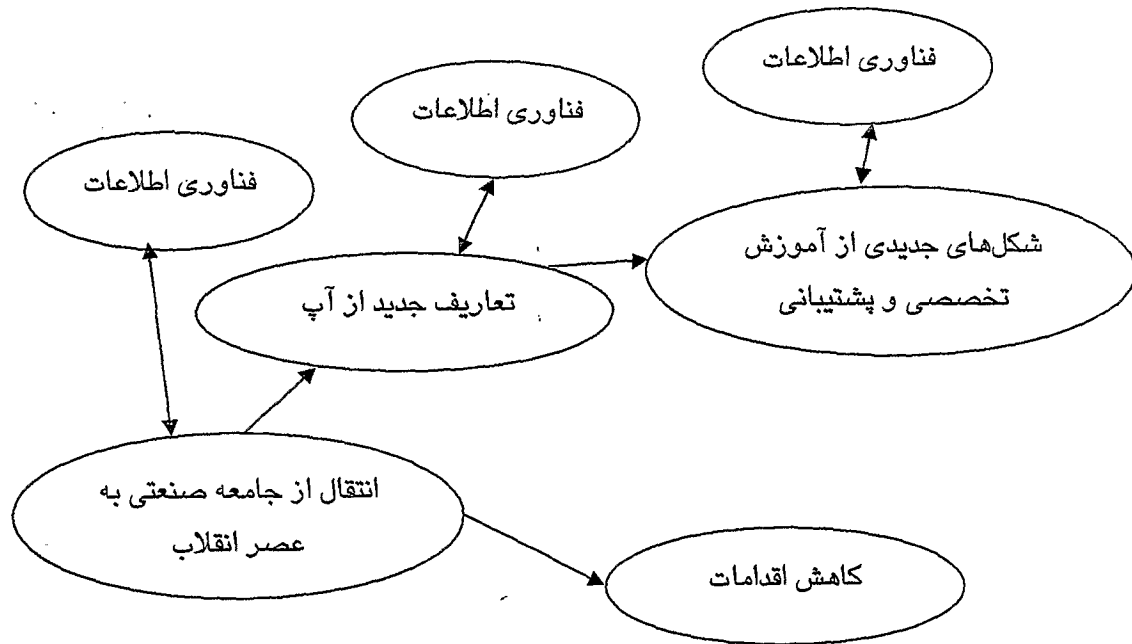 فناوری اطلاعات
فناوری اطلاعات
فناوری اطلاعات
شکل‌های جدیدی از آموزش
تخصصی و پشتیبانی
تعاریف جدید از آپ
انتقال از جامعه صنعتی به
عصر انقلاب
کاهش اقدامات